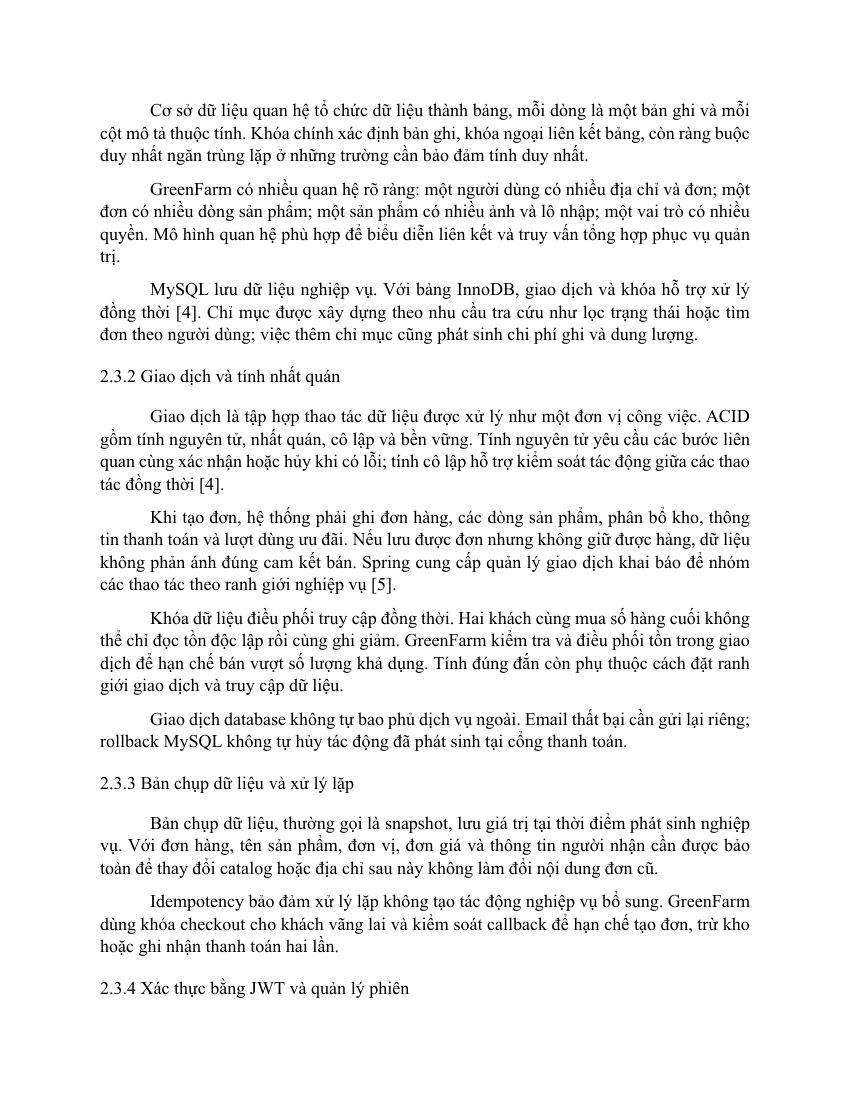 Cơ sở dữ liệu quan hệ tổ chức dữ liệu thành bảng, mỗi dòng là một bản ghi và mỗi
cột mô tả thuộc tính. Khóa chính xác định bản ghi, khóa ngoại liên kết bảng, còn ràng buộc
duy nhất ngăn trùng lặp ở những trường cần bảo đảm tính duy nhất.
GreenFarm có nhiều quan hệ rõ ràng: một người dùng có nhiều địa chỉ và đơn; một
đơn có nhiều dòng sản phẩm; một sản phẩm có nhiều ảnh và lô nhập; một vai trò có nhiều
quyền. Mô hình quan hệ phù hợp để biểu diễn liên kết và truy vấn tổng hợp phục vụ quản
trị.
MySQL lưu dữ liệu nghiệp vụ. Với bảng InnoDB, giao dịch và khóa hỗ trợ xử lý
đồng thời [4]. Chỉ mục được xây dựng theo nhu cầu tra cứu như lọc trạng thái hoặc tìm
đơn theo người dùng; việc thêm chỉ mục cũng phát sinh chi phí ghi và dung lượng.
2.3.2 Giao dịch và tính nhất quán
Giao dịch là tập hợp thao tác dữ liệu được xử lý như một đơn vị công việc. ACID
gồm tính nguyên tử, nhất quán, cô lập và bền vững. Tính nguyên tử yêu cầu các bước liên
quan cùng xác nhận hoặc hủy khi có lỗi; tính cô lập hỗ trợ kiểm soát tác động giữa các thao
tác đồng thời [4].
Khi tạo đơn, hệ thống phải ghi đơn hàng, các dòng sản phẩm, phân bổ kho, thông
tin thanh toán và lượt dùng ưu đãi. Nếu lưu được đơn nhưng không giữ được hàng, dữ liệu
không phản ánh đúng cam kết bán. Spring cung cấp quản lý giao dịch khai báo để nhóm
các thao tác theo ranh giới nghiệp vụ [5].
Khóa dữ liệu điều phối truy cập đồng thời. Hai khách cùng mua số hàng cuối không
thể chỉ đọc tồn độc lập rồi cùng ghi giảm. GreenFarm kiểm tra và điều phối tồn trong giao
dịch để hạn chế bán vượt số lượng khả dụng. Tính đúng đắn còn phụ thuộc cách đặt ranh
giới giao dịch và truy cập dữ liệu.
Giao dịch database không tự bao phủ dịch vụ ngoài. Email thất bại cần gửi lại riêng;
rollback MySQL không tự hủy tác động đã phát sinh tại cổng thanh toán.
2.3.3 Bản chụp dữ liệu và xử lý lặp
Bản chụp dữ liệu, thường gọi là snapshot, lưu giá trị tại thời điểm phát sinh nghiệp
vụ. Với đơn hàng, tên sản phẩm, đơn vị, đơn giá và thông tin người nhận cần được bảo
toàn để thay đổi catalog hoặc địa chỉ sau này không làm đổi nội dung đơn cũ.
Idempotency bảo đảm xử lý lặp không tạo tác động nghiệp vụ bổ sung. GreenFarm
dùng khóa checkout cho khách vãng lai và kiểm soát callback để hạn chế tạo đơn, trừ kho
hoặc ghi nhận thanh toán hai lần.
2.3.4 Xác thực bằng JWT và quản lý phiên